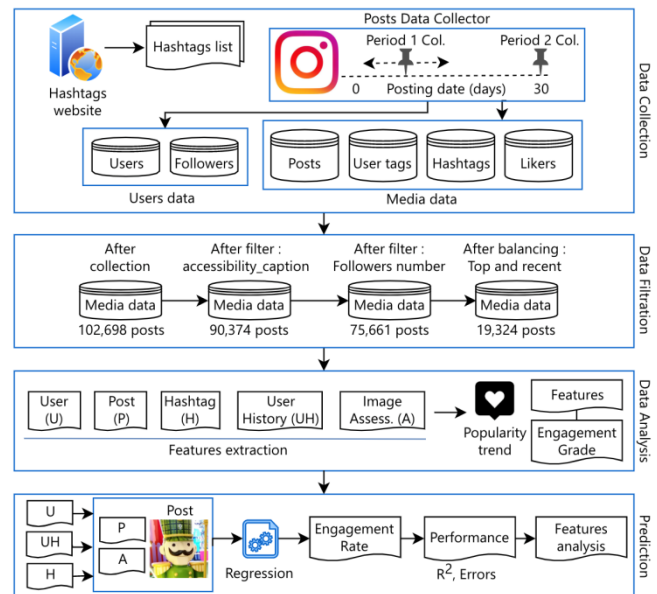 Posts Data Collector
Hashtags list
Period 1 Col.
Period 2 Col.
0
Posting date (days)
30
Hashtags
website
Users
Followers
Users data
Posts
User tags
Hashtags
Likers
Media data
Data Collection
After
collection
Media data
102,698 posts
After filter :
accessibility_caption
Media data
90,374 posts
After filter :
Followers number
Media data
75,661 posts
After balancing :
Top and recent
Media data
19,324 posts
Data Filtration
User
(U)
Post
(P)
Hashtag
(H)
User
History (UH)
Image
Assess. (A)
Features extraction
Popularity
trend
Features
Engagement
Grade
Data Analysis
U
UH
H
Post
P
A
Regression
Engagement
Rate
Performance
R², Errors
Features
analysis
Prediction